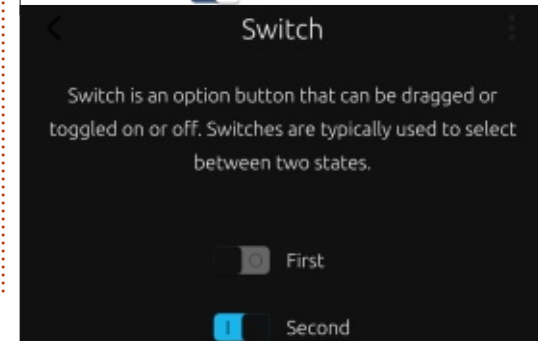 Switch
Switch is an option button that can be dragged or
toggled on or off. Switches are typically used to select
between two states.
First
Second